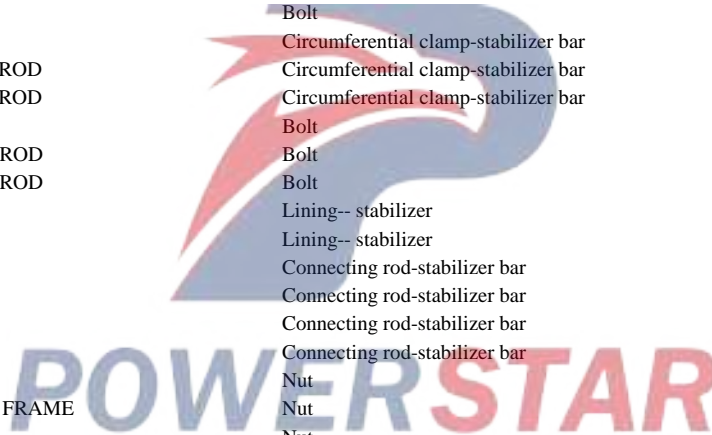 Bolt
Circumferential clamp-stabilizer bar
ROD Circumferential clamp-stabilizer bar
ROD Circumferential clamp-stabilizer bar
Bolt
ROD Bolt
ROD Bolt
Lining-- stabilizer
Lining-- stabilizer
Connecting rod-stabilizer bar
Connecting rod-stabilizer bar
Connecting rod-stabilizer bar
Connecting rod-stabilizer bar
Nut
FRAME Nut
Nut
POWERSTAR